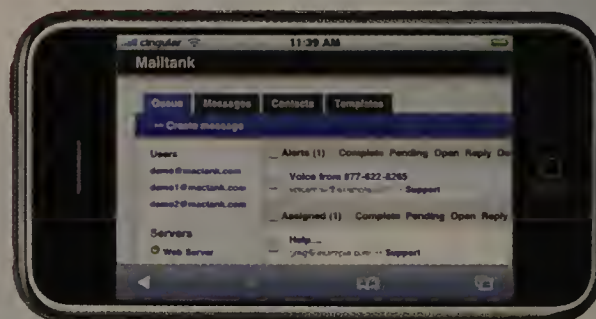 cingular 11:39 AM
Mailtank
Queue Messages Contacts Templates
Create message
Users
demo@mactank.com
demo1@mactank.com
demo2@mactank.com
Servers
Web Server
Alerts (1) Complete Pending Open Reply
Voice from 877-622-8265
- Support
Assigned (1) Complete Pending Open Reply
Help...
- Support